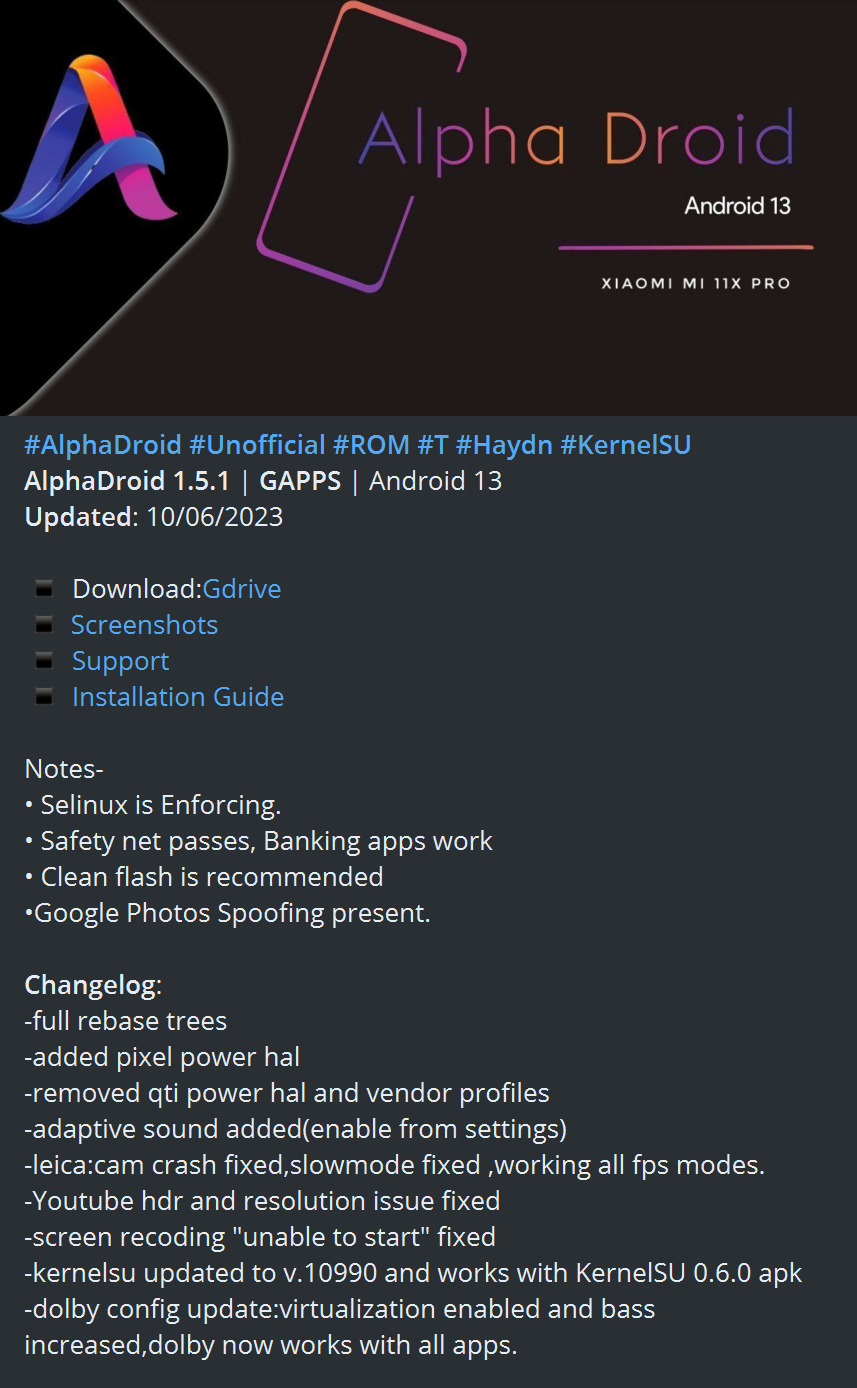 Alpha Droid
Android 13
XIAOMI MI 11X PRO
#AlphaDroid #Unofficial #ROM #T #Haydn #KernelSU
AlphaDroid 1.5.1 | GAPPS | Android 13
Updated: 10/06/2023
▪ Download:Gdrive
▪ Screenshots
▪ Support
▪ Installation Guide
Notes-
• Selinux is Enforcing.
• Safety net passes, Banking apps work
• Clean flash is recommended
•Google Photos Spoofing present.
Changelog:
-full rebase trees
-added pixel power hal
-removed qti power hal and vendor profiles
-adaptive sound added(enable from settings)
-leica:cam crash fixed,slowmode fixed ,working all fps modes.
-Youtube hdr and resolution issue fixed
-screen recoding "unable to start" fixed
-kernelsu updated to v.10990 and works with KernelSU 0.6.0 apk
-dolby config update:virtualization enabled and bass
increased,dolby now works with all apps.